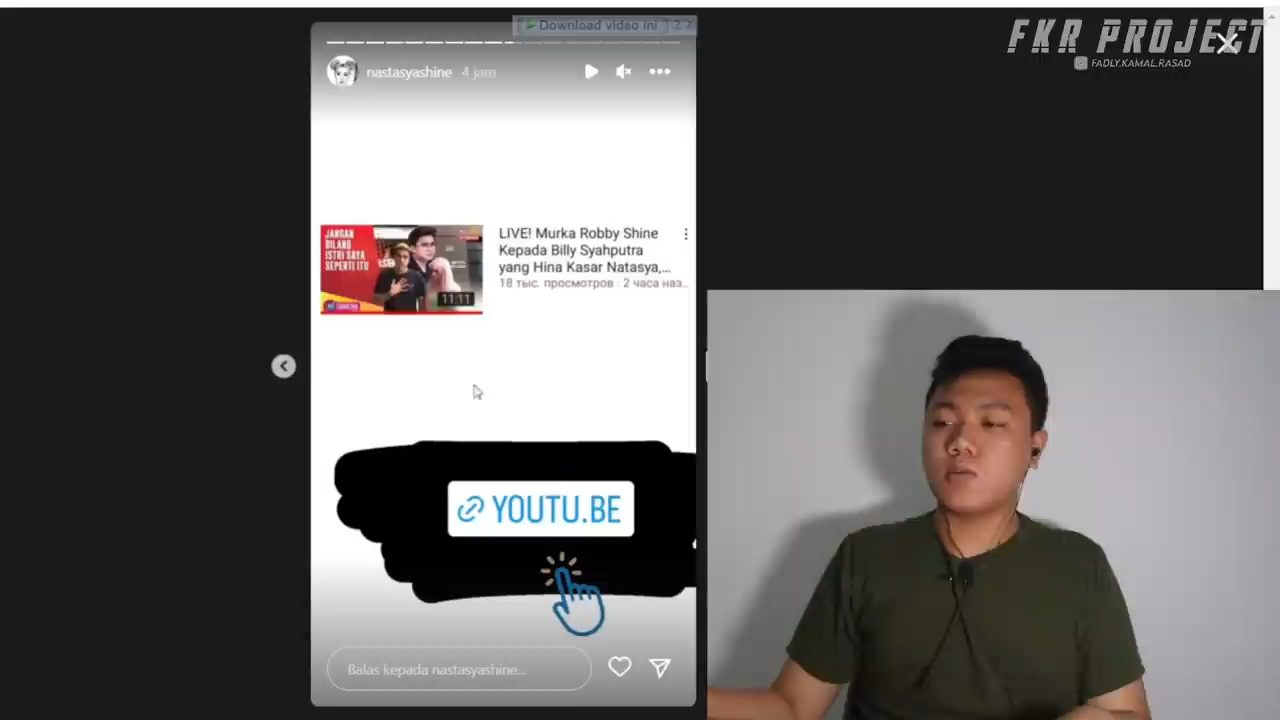 Download video ini
?
x
FKR PROJECT
FADLY.KAMAL.RASAD
nastasyashine 4 jam
JANGAN
BILANG
ISTRI SAYA
SEPERTI ITU
11:11
LIVE! Murka Robby Shine
Kepada Billy Syahputra
yang Hina Kasar Natasya,...
18 тыс. просмотров · 2 часа наз...
YOUTU.BE
Balas kepada nastasyashine...